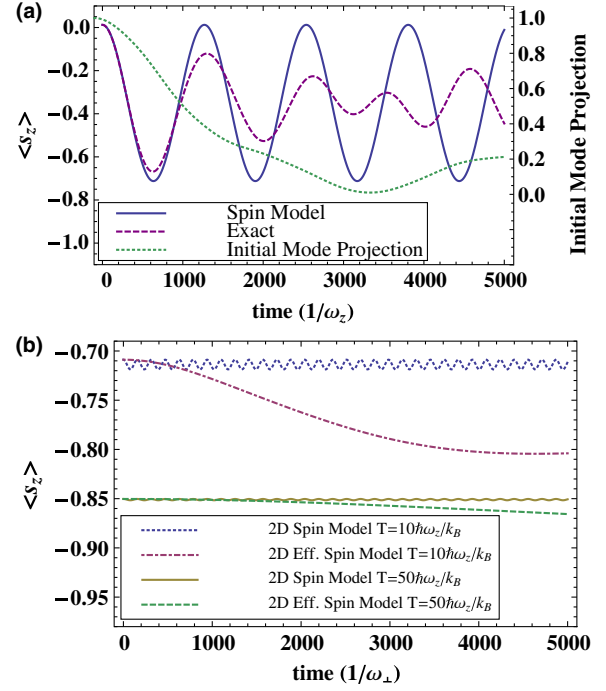 (a)
0.0
−0.2
−0.4
−0.6
−0.8
−1.0
<s_z>
1.0
0.8
0.6
0.4
0.2
0.0
Initial Mode Projection
Spin Model
Exact
Initial Mode Projection
0 1000 2000 3000 4000 5000
time (1/ω_z)
(b)
−0.70
−0.75
−0.80
−0.85
−0.90
−0.95
<s_z>
2D Spin Model T=10ℏω_z/k_B
2D Eff. Spin Model T=10ℏω_z/k_B
2D Spin Model T=50ℏω_z/k_B
2D Eff. Spin Model T=50ℏω_z/k_B
0 1000 2000 3000 4000 5000
time (1/ω_⊥)